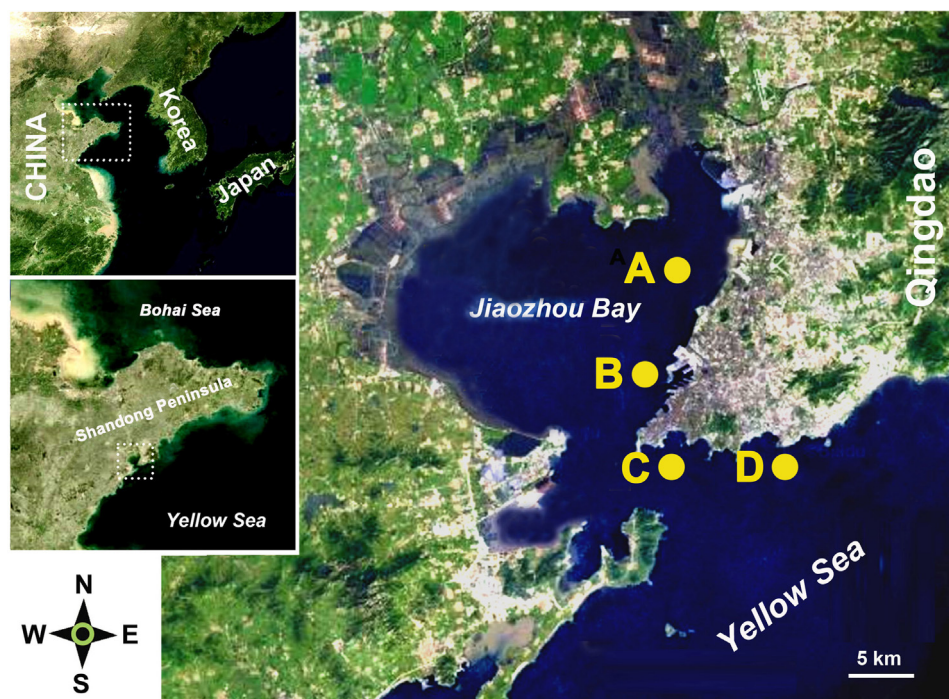 CHINA
Korea
Japan
Bohai Sea
Shandong Peninsula
Yellow Sea
N
W E
S
A
A
Jiaozhou Bay
B
C
D
Qingdao
Yellow Sea
5 km